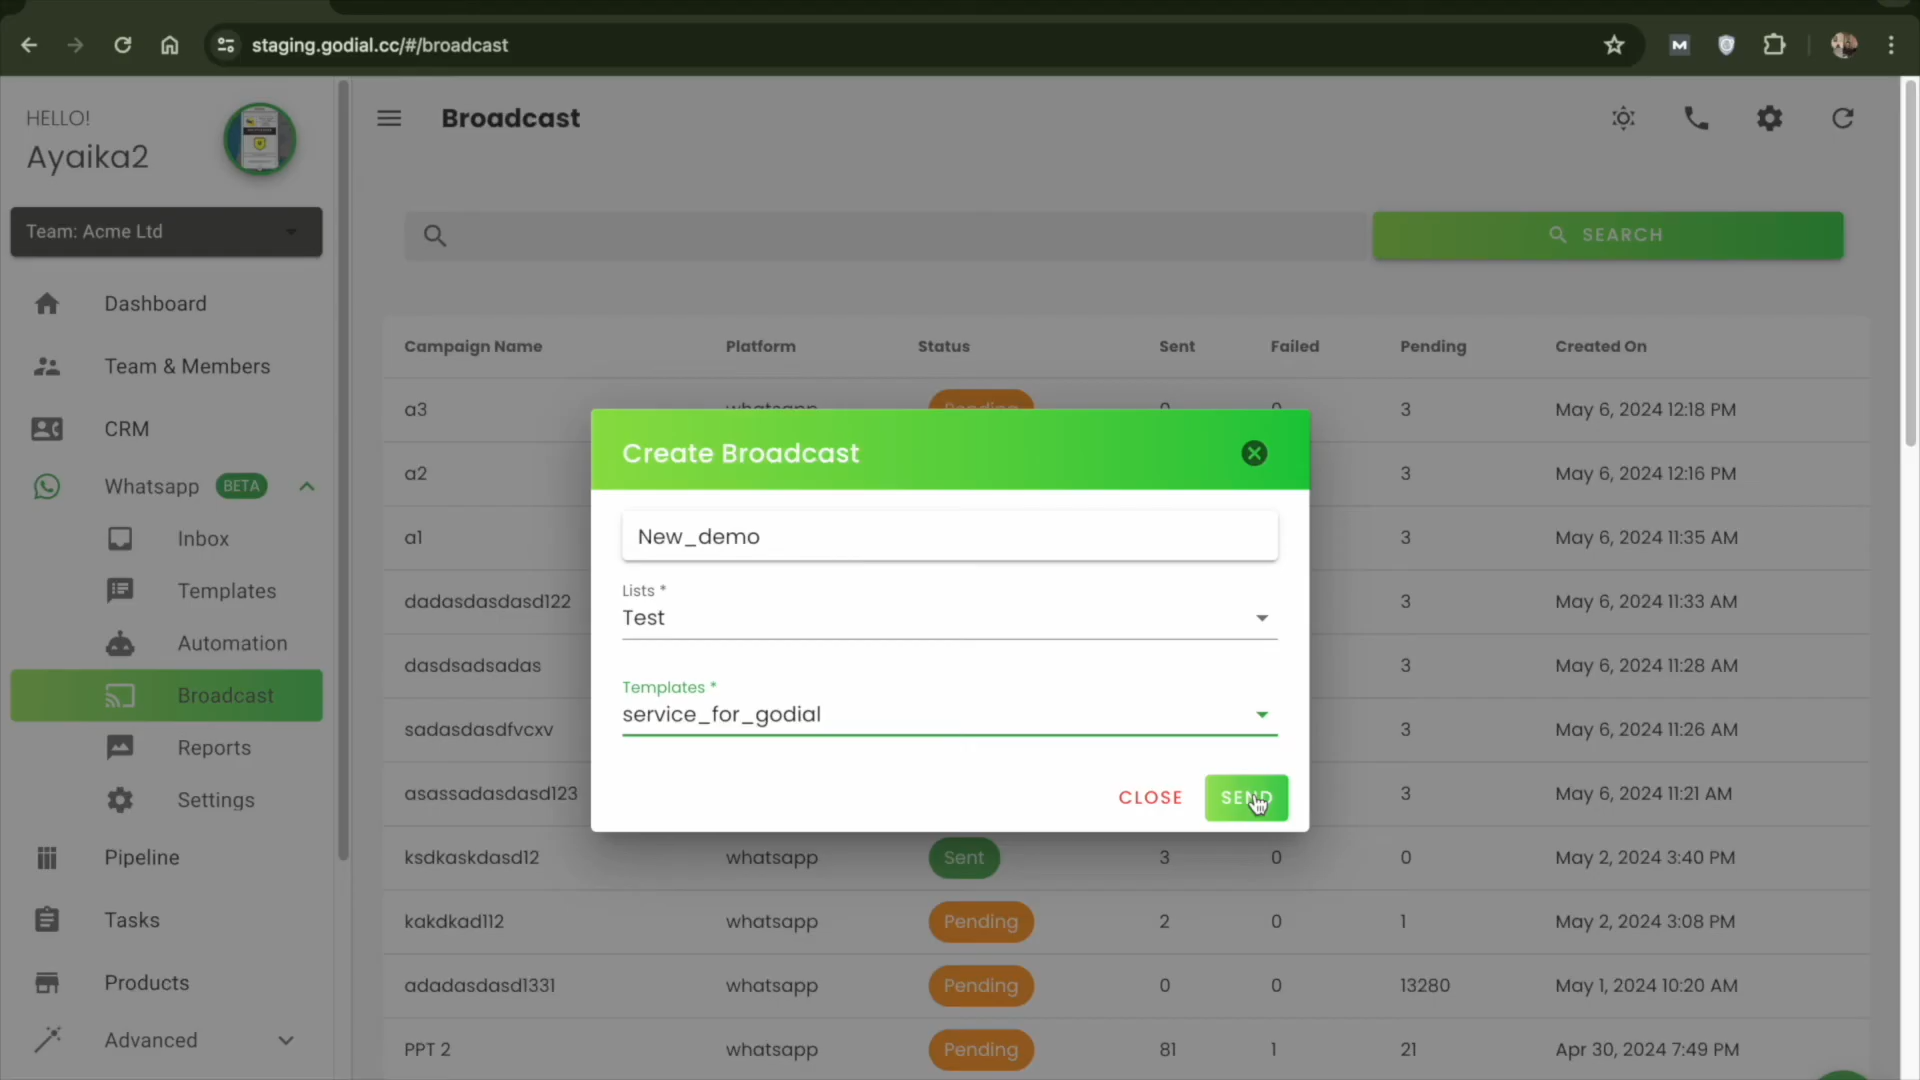 staging.godial.cc/#/broadcast
HELLO!
Ayaika2
Broadcast
Team: Acme Ltd
SEARCH
Dashboard
Team & Members
CRM
Whatsapp BETA
Inbox
Templates
Automation
Broadcast
Reports
Settings
Pipeline
Tasks
Products
Advanced
Campaign Name Platform Status Sent Failed Pending Created On
a3 whatsapp Pending 0 0 3 May 6, 2024 12:18 PM
a2 3 May 6, 2024 12:16 PM
a1 3 May 6, 2024 11:35 AM
dadasdasdasd122 3 May 6, 2024 11:33 AM
dasdsadsadas 3 May 6, 2024 11:28 AM
sadasdasdfvcxv 3 May 6, 2024 11:26 AM
asassadasdasd123 3 May 6, 2024 11:21 AM
ksdkaskdasd12 whatsapp Sent 3 0 0 May 2, 2024 3:40 PM
kakdkad112 whatsapp Pending 2 0 1 May 2, 2024 3:08 PM
adadasdasd1331 whatsapp Pending 0 0 13280 May 1, 2024 10:20 AM
PPT 2 whatsapp Pending 81 1 21 Apr 30, 2024 7:49 PM
Create Broadcast
New_demo
Lists *
Test
Templates *
service_for_godial
CLOSE SEND